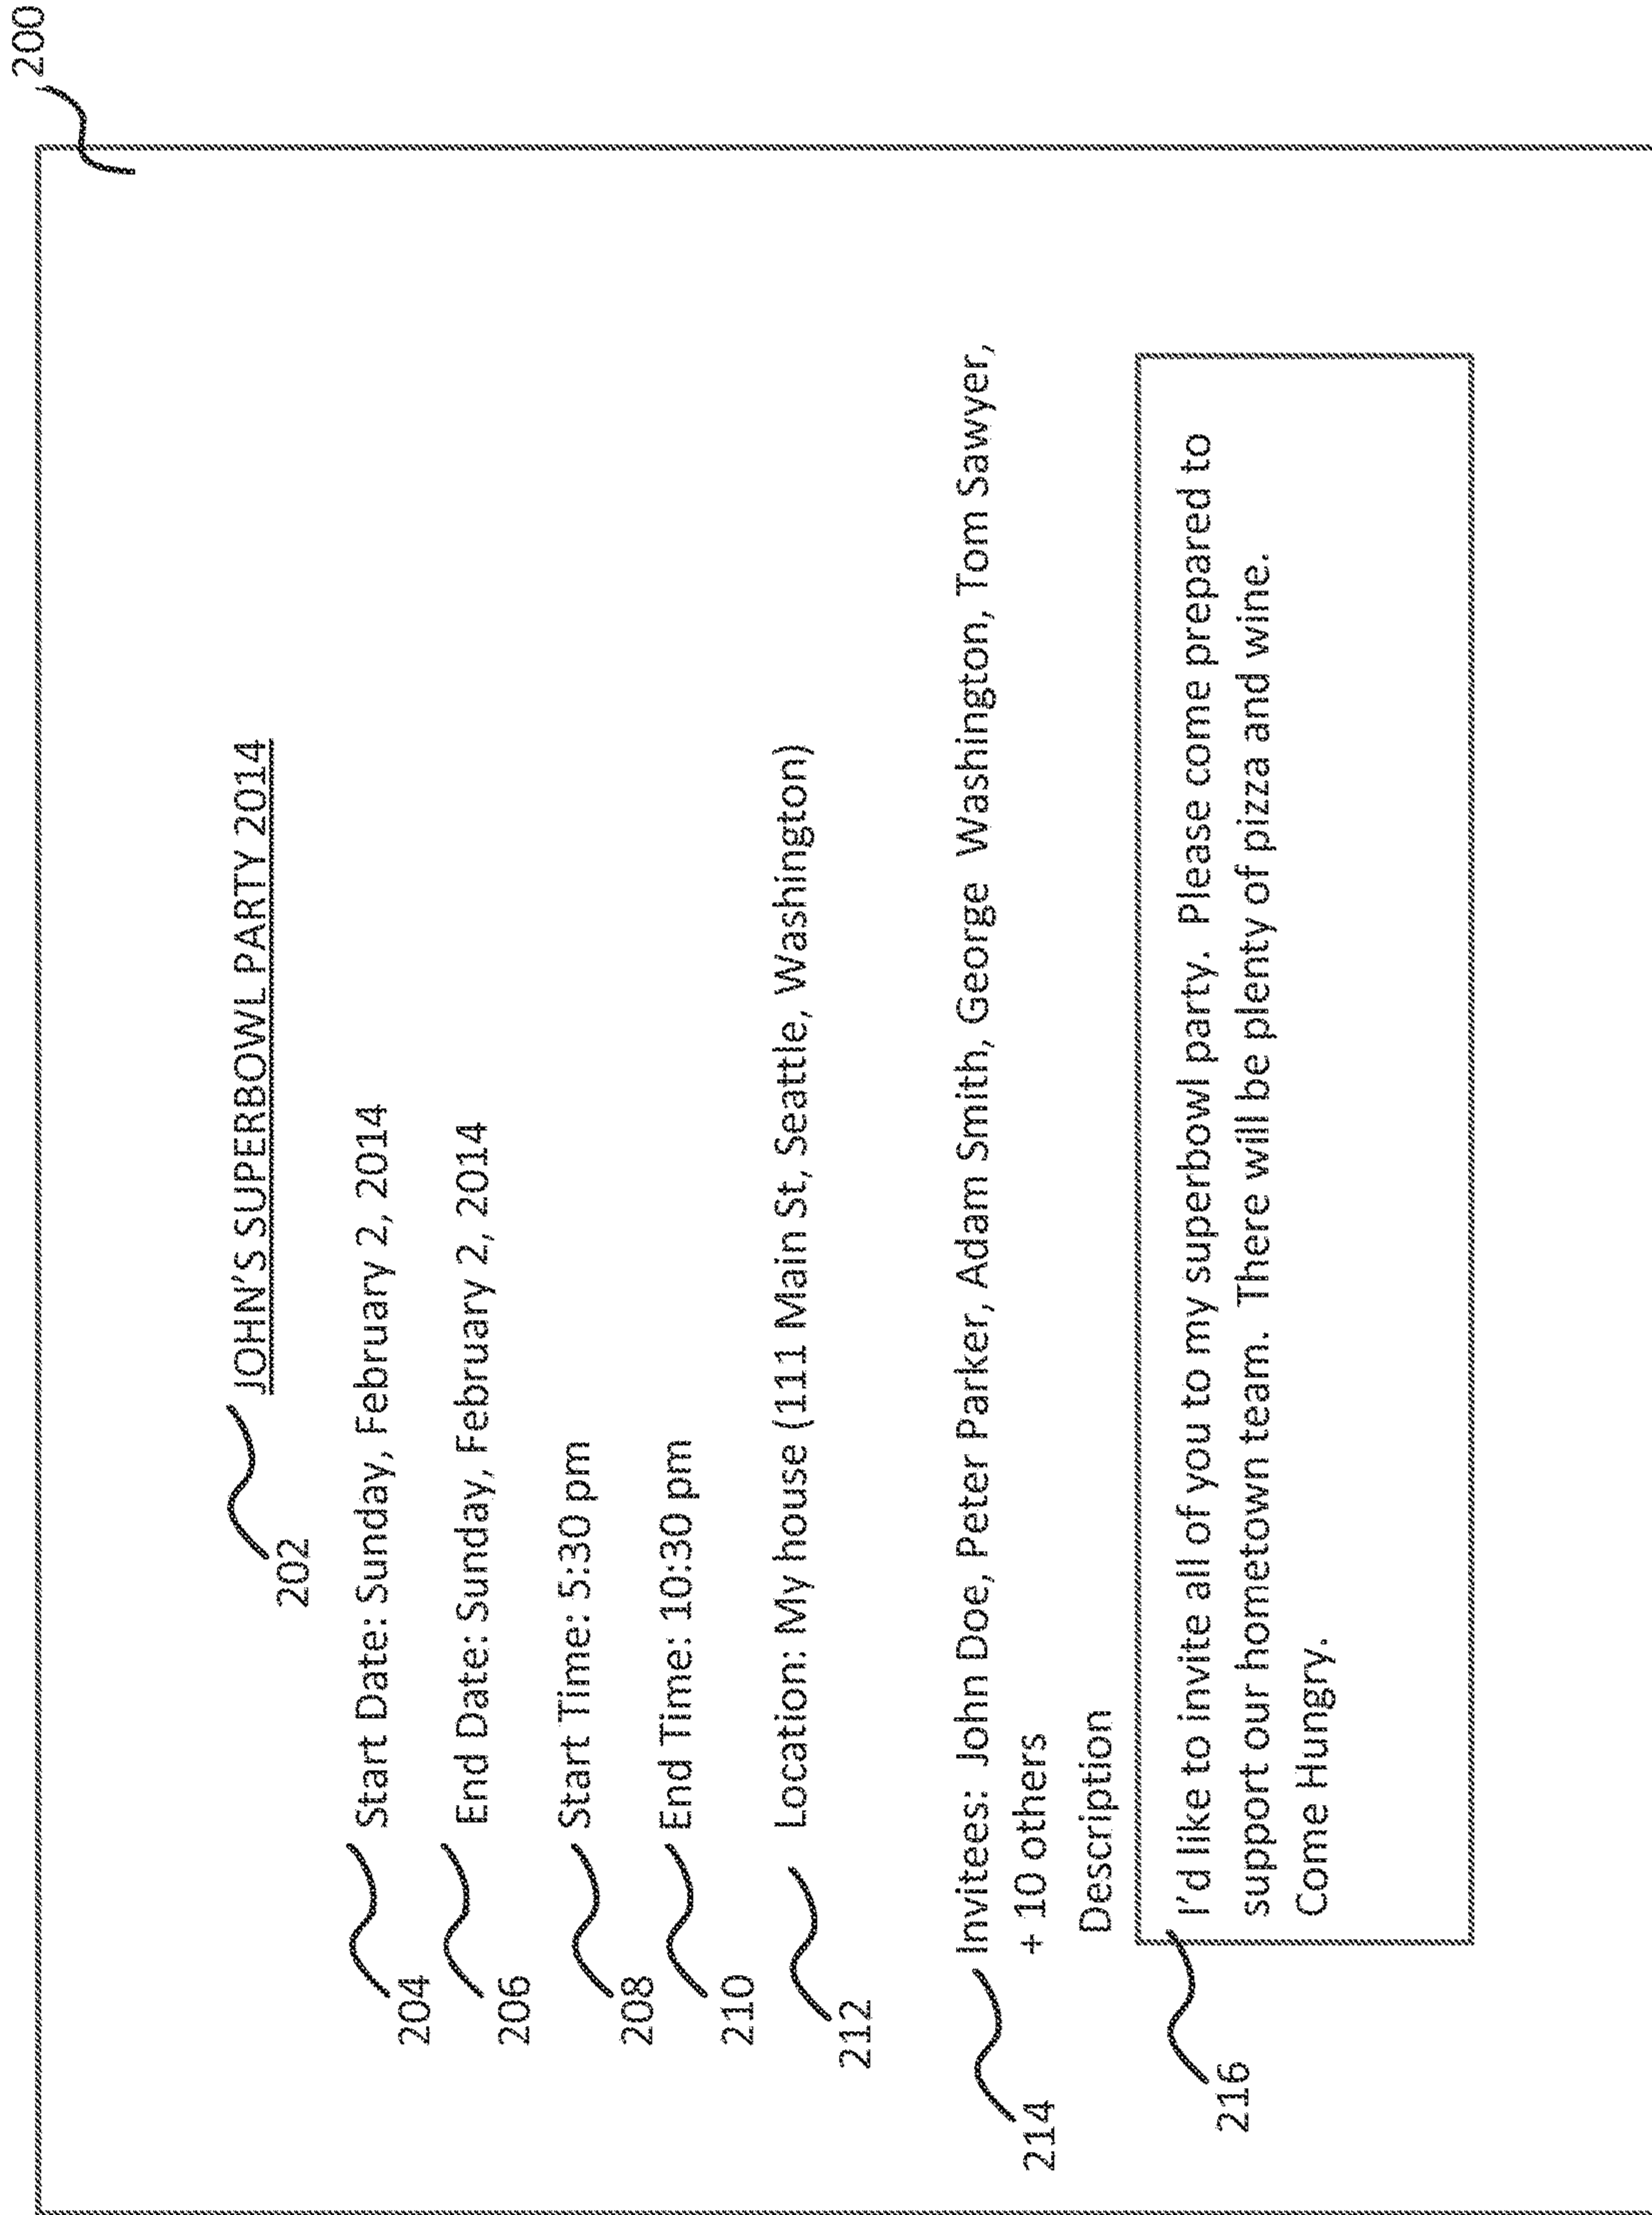 200
202 JOHN'S SUPERBOWL PARTY 2014
204 Start Date: Sunday, February 2, 2014
206 End Date: Sunday, February 2, 2014
208 Start Time: 5:30 pm
210 End Time: 10:30 pm
212 Location: My house (111 Main St, Seattle, Washington)
214 Invitees: John Doe, Peter Parker, Adam Smith, George Washington, Tom Sawyer,
+ 10 others
Description
216 I'd like to invite all of you to my superbowl party. Please come prepared to
support our hometown team. There will be plenty of pizza and wine.
Come Hungry.